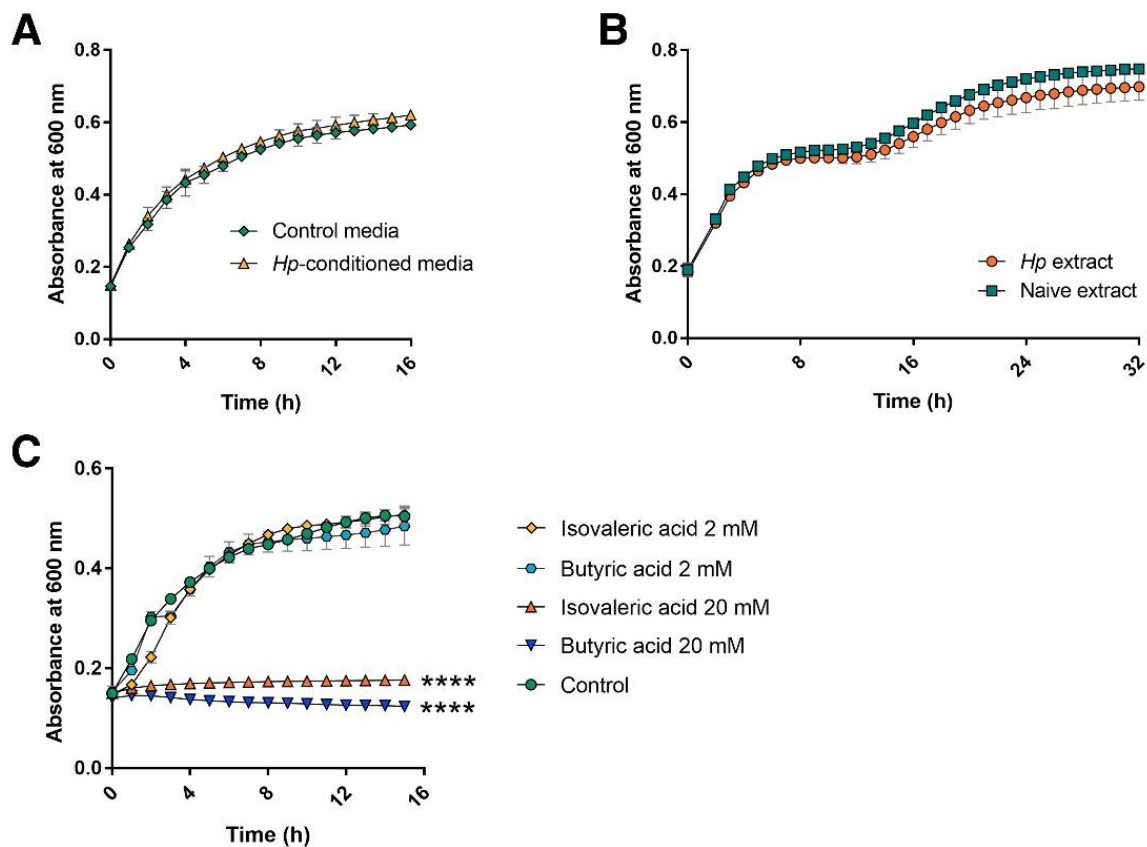 A
Absorbance at 600 nm
0.8
0.6
0.4
0.2
0.0
Control media
Hp-conditioned media
0
4
8
12
16
Time (h)
B
Absorbance at 600 nm
0.8
0.6
0.4
0.2
0.0
Hp extract
Naive extract
0
8
16
24
32
Time (h)
C
Absorbance at 600 nm
0.6
0.4
0.2
0.0
****
****
0
4
8
12
16
Time (h)
Isovaleric acid 2 mM
Butyric acid 2 mM
Isovaleric acid 20 mM
Butyric acid 20 mM
Control